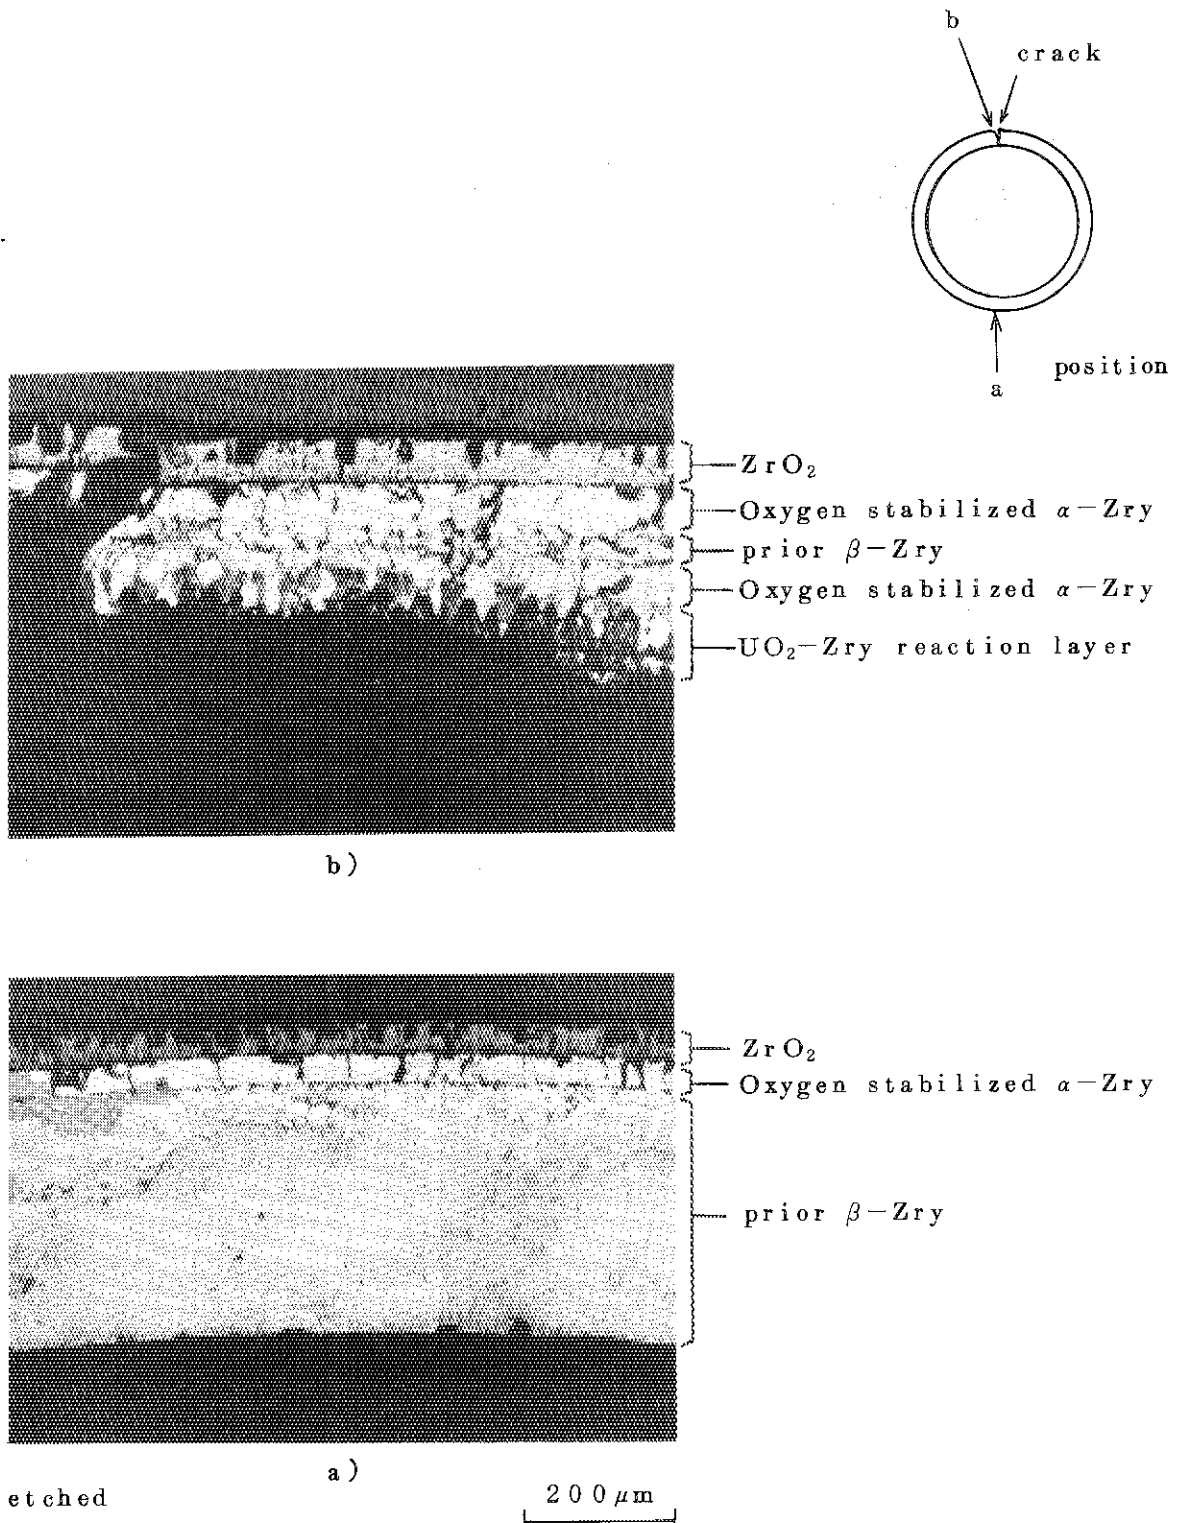 b
crack
a
position
ZrO₂
Oxygen stabilized α-Zry
prior β-Zry
Oxygen stabilized α-Zry
UO₂-Zry reaction layer
b)
ZrO₂
Oxygen stabilized α-Zry
prior β-Zry
a)
etched
200μm